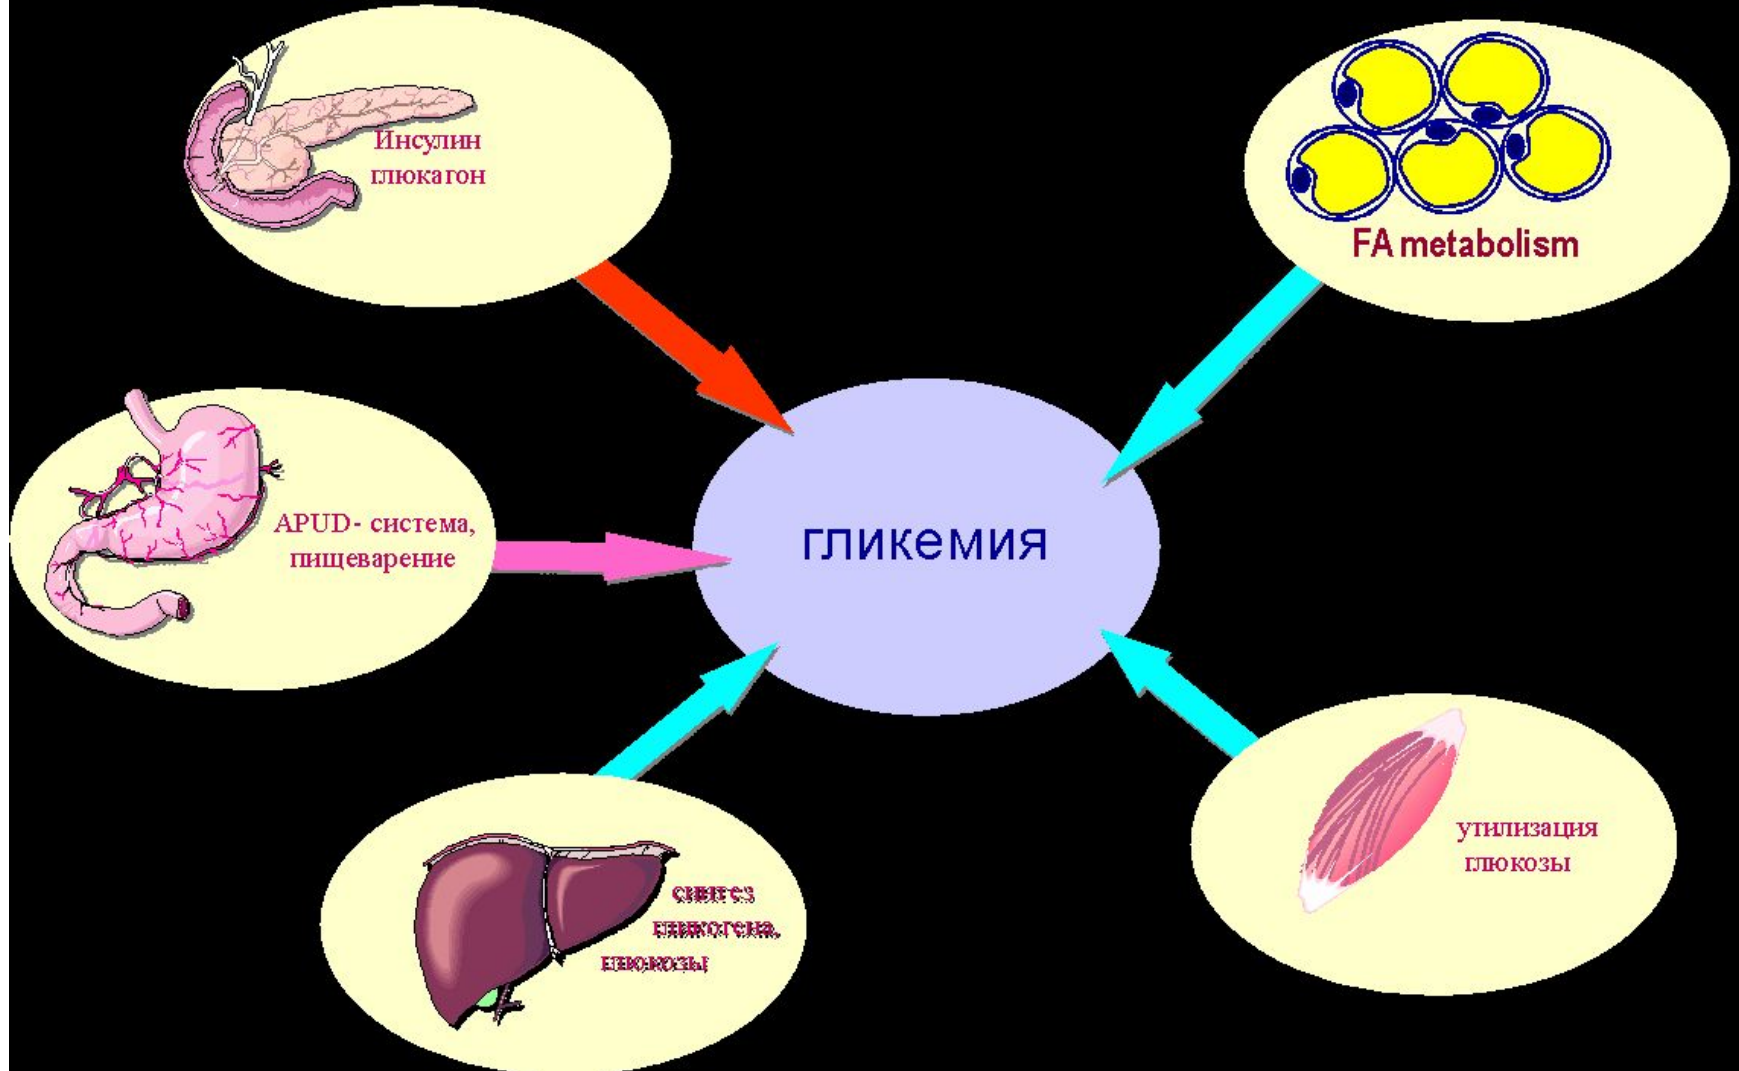 Инсулин
глюкагон
FA metabolism
APUD- система,
пищеварение
гликемия
утилизация
глюкозы
синтез
гликогена,
глюкозы